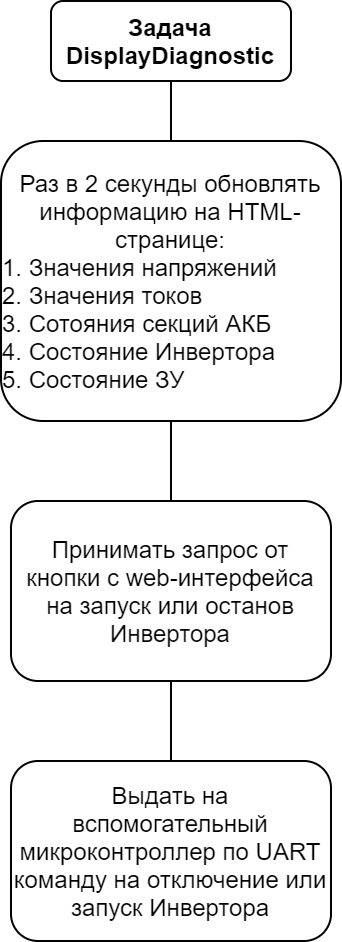 Задача
DisplayDiagnostic
Раз в 2 секунды обновлять
информацию на HTML-
странице:
1. Значения напряжений
2. Значения токов
3. Сотояния секций АКБ
4. Состояние Инвертора
5. Состояние ЗУ
Принимать запрос от
кнопки с web-интерфейса
на запуск или останов
Инвертора
Выдать на
вспомогательный
микроконтроллер по UART
команду на отключение или
запуск Инвертора